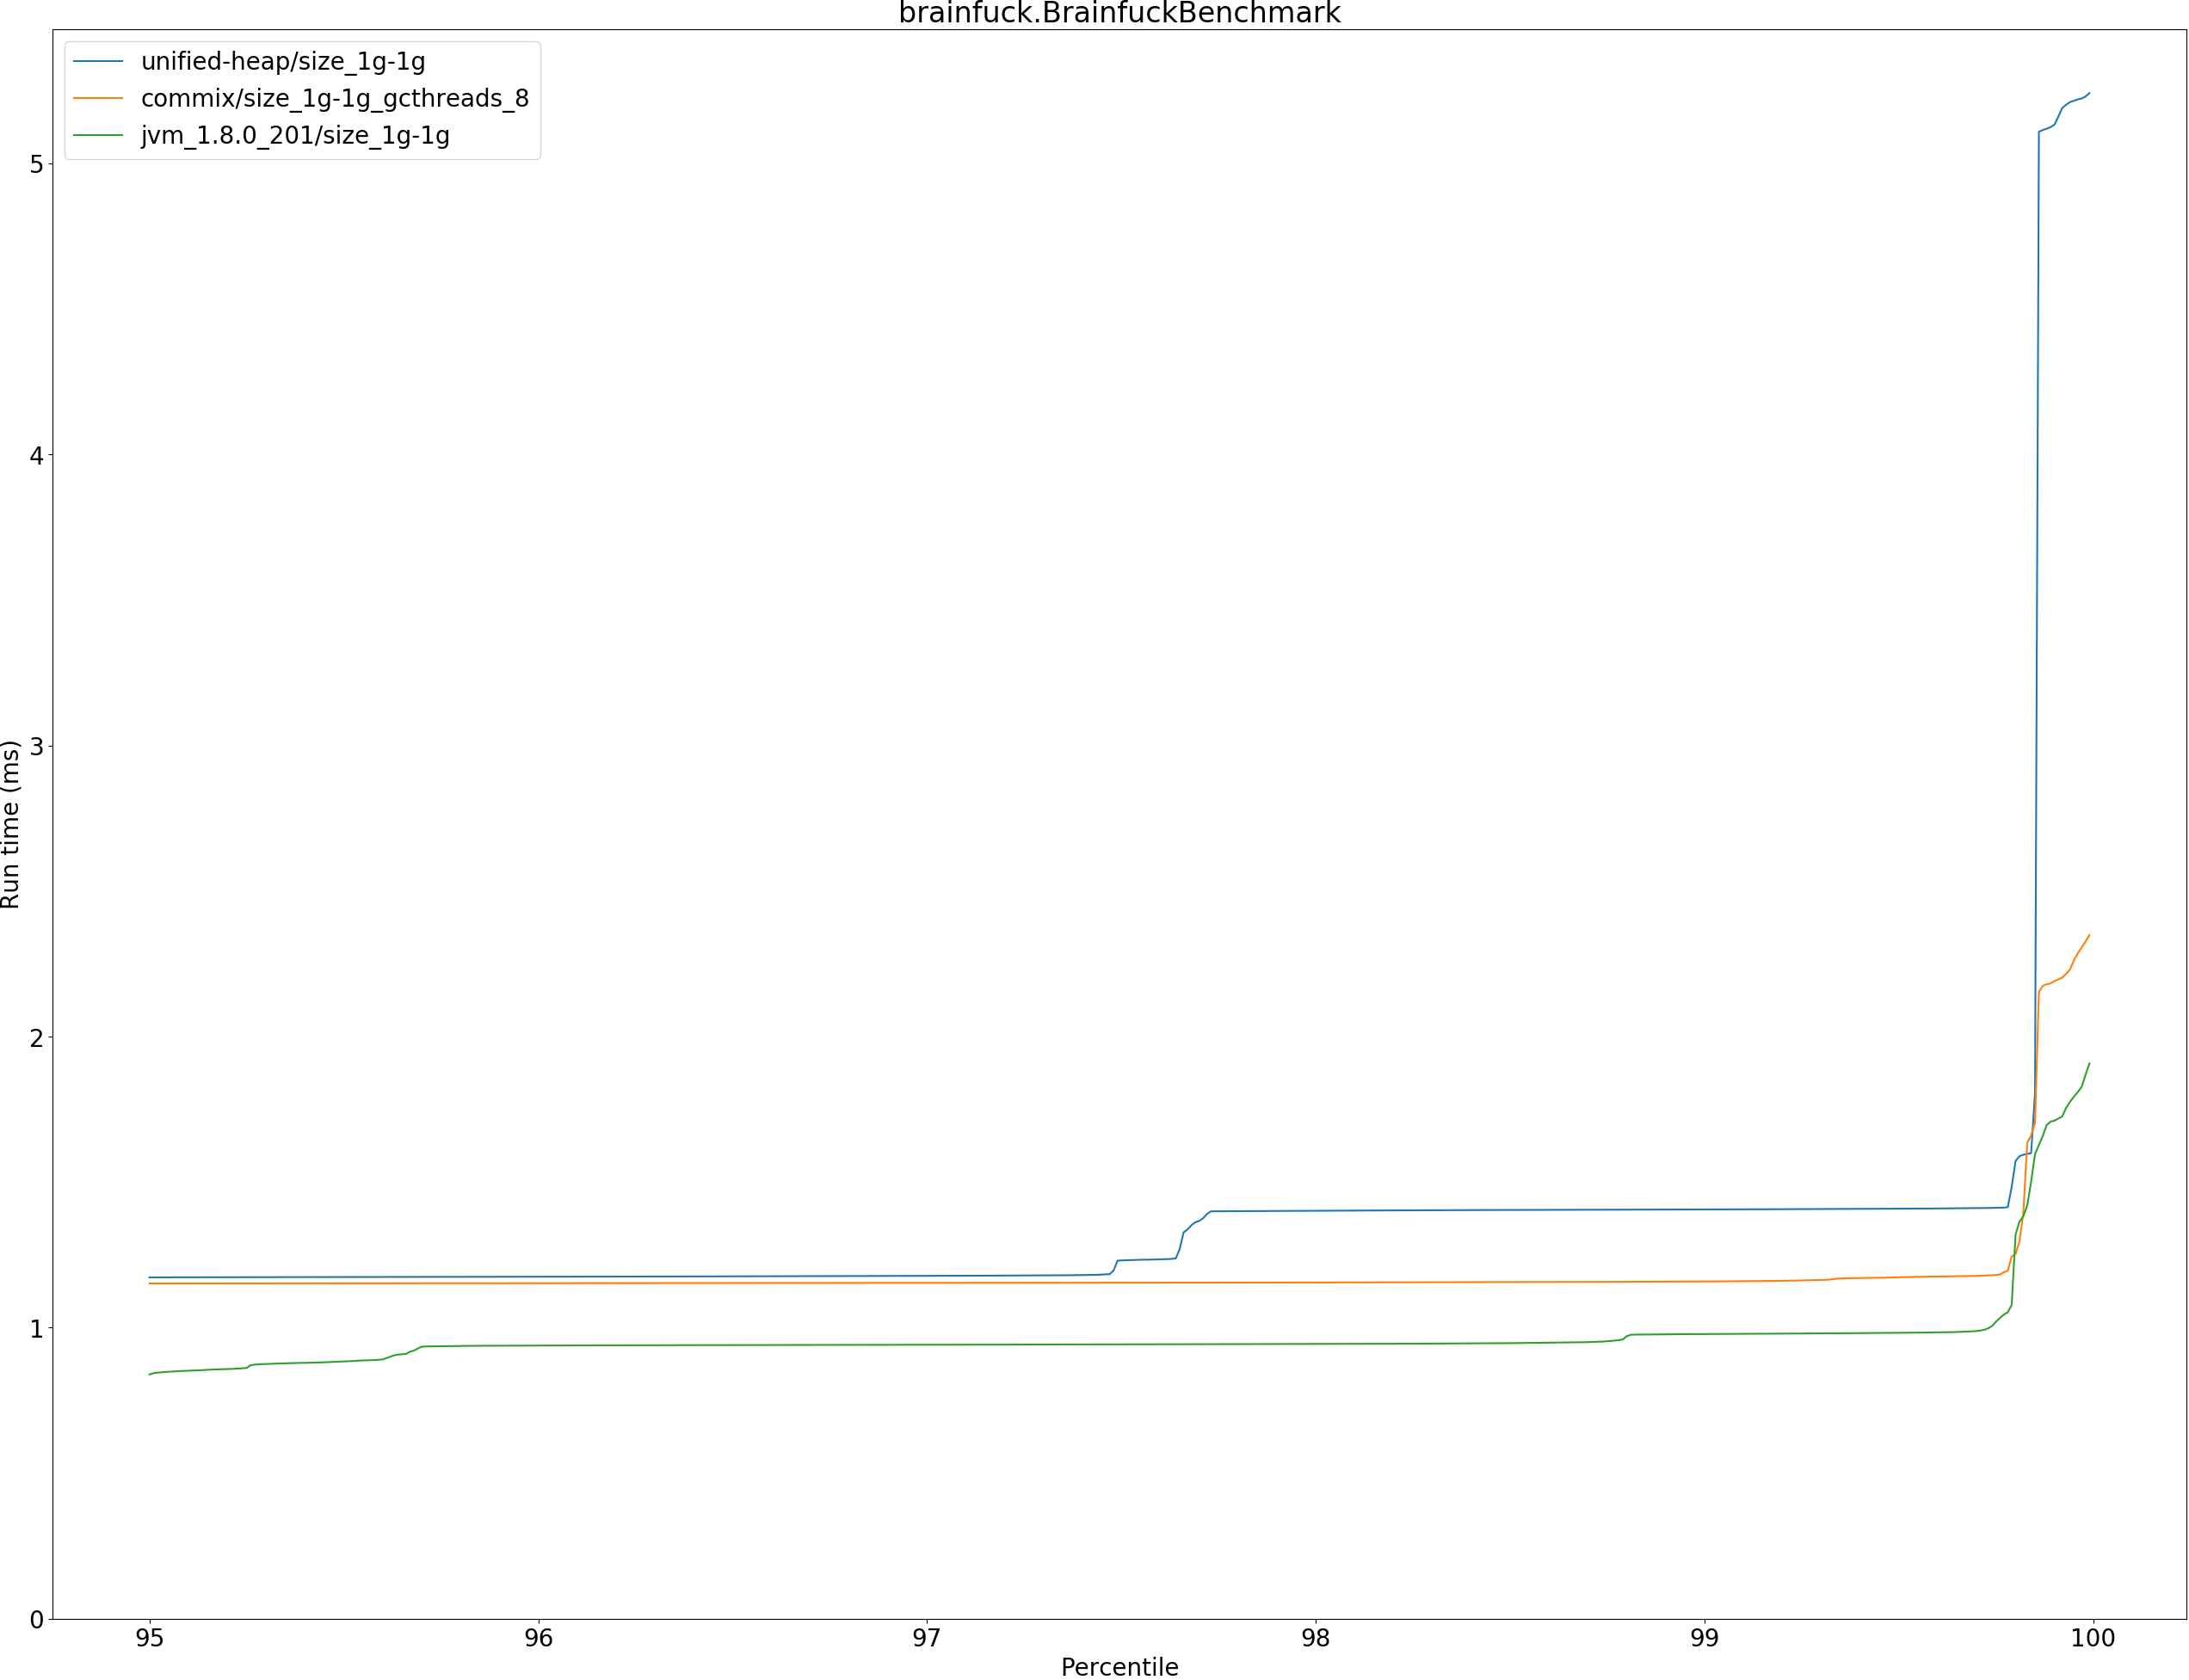 brainfuck.BrainfuckBenchmark
unified-heap/size_1g-1g
commix/size_1g-1g_gcthreads_8
jvm_1.8.0_201/size_1g-1g
5
4
3
2
1
0
Run time (ms)
95 96 97 98 99 100
Percentile